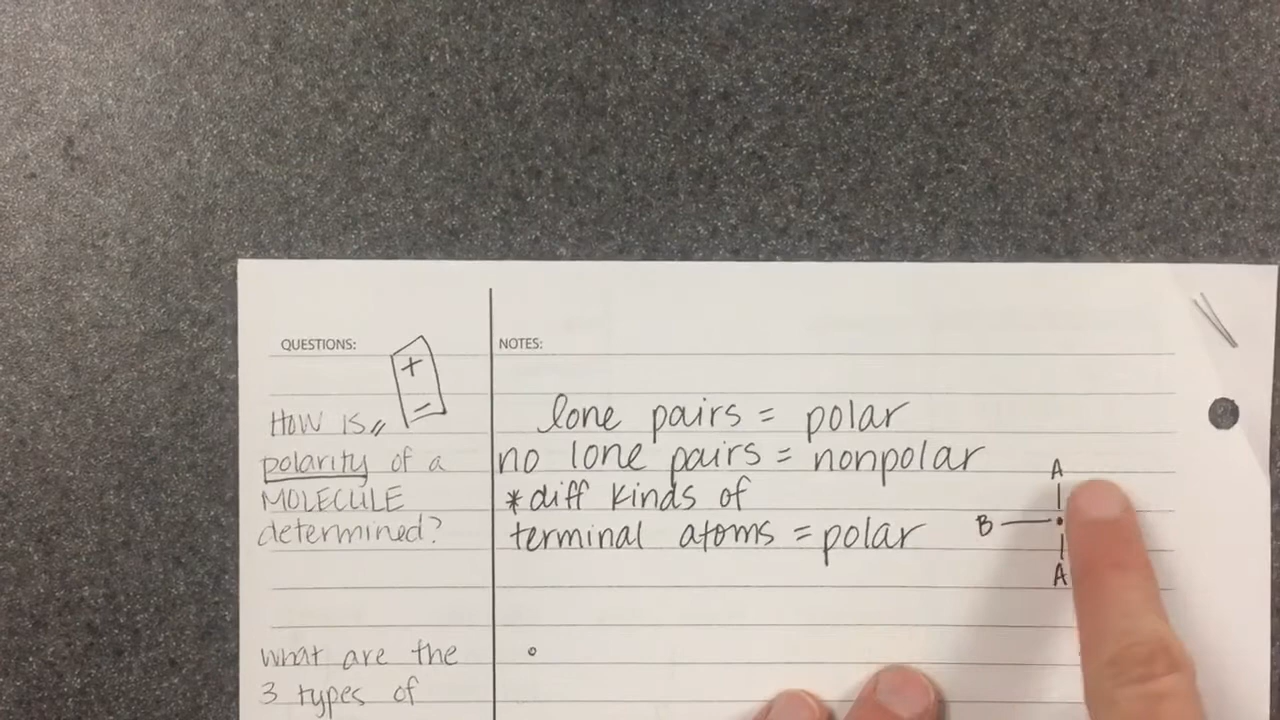 QUESTIONS:
NOTES:
+
-
HOW IS
polarity of a
MOLECULE
determined?
lone pairs = polar
no lone pairs = nonpolar
*diff kinds of
terminal atoms = polar
A
B
A
what are the
3 types of